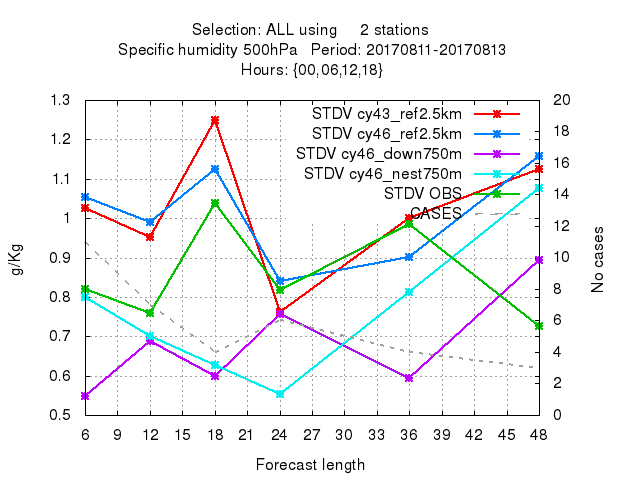 Selection: ALL using 2 stations
Specific humidity 500hPa Period: 20170811-20170813
Hours: {00,06,12,18}
1.3
1.2
1.1
1
0.9
0.8
0.7
0.6
0.5
g/Kg
STDV cy43_ref2.5km
STDV cy46_ref2.5km
STDV cy46_down750m
STDV cy46_nest750m
STDV OBS
CASES
20
18
16
14
12
10
8
6
4
2
0
No cases
6 9 12 15 18 21 24 27 30 33 36 39 42 45 48
Forecast length